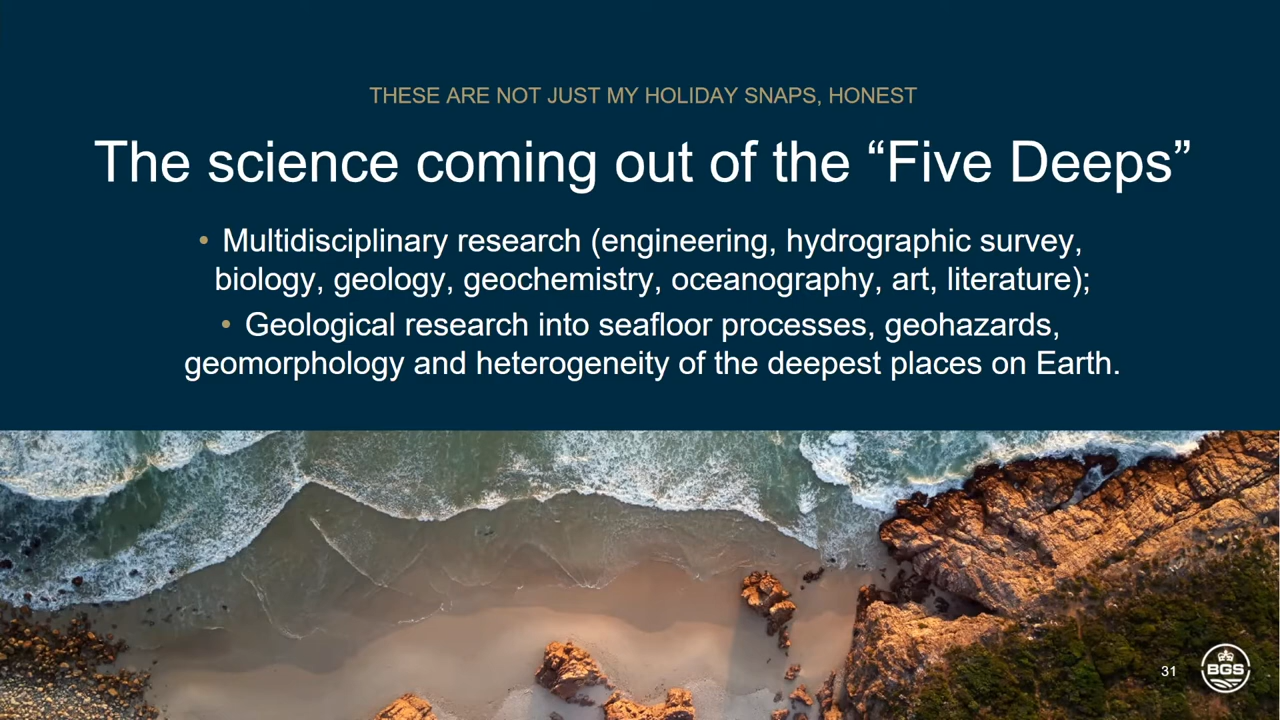 THESE ARE NOT JUST MY HOLIDAY SNAPS, HONEST
The science coming out of the “Five Deeps”
• Multidisciplinary research (engineering, hydrographic survey,
biology, geology, geochemistry, oceanography, art, literature);
• Geological research into seafloor processes, geohazards,
geomorphology and heterogeneity of the deepest places on Earth.
31
BGS